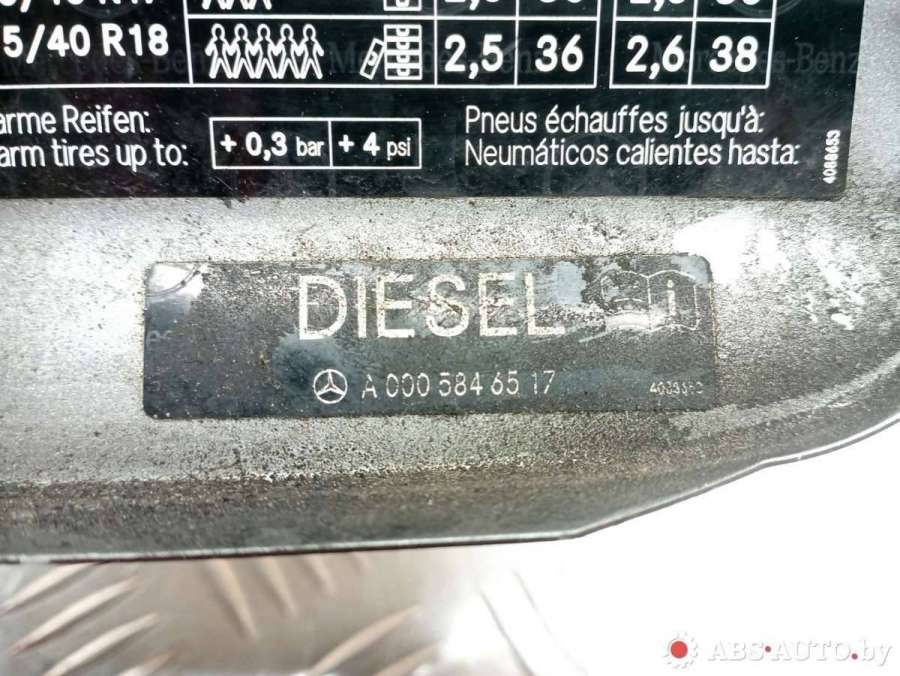 5/40 R18 2,5 36 2,6 38
arme Reifen: + 0,3 bar + 4 psi Pneus échauffes jusqu'à:
arm tires up to: Neumáticos calientes hasta:
DIESEL
A 000 584 65 17
ABS-AUTO.by